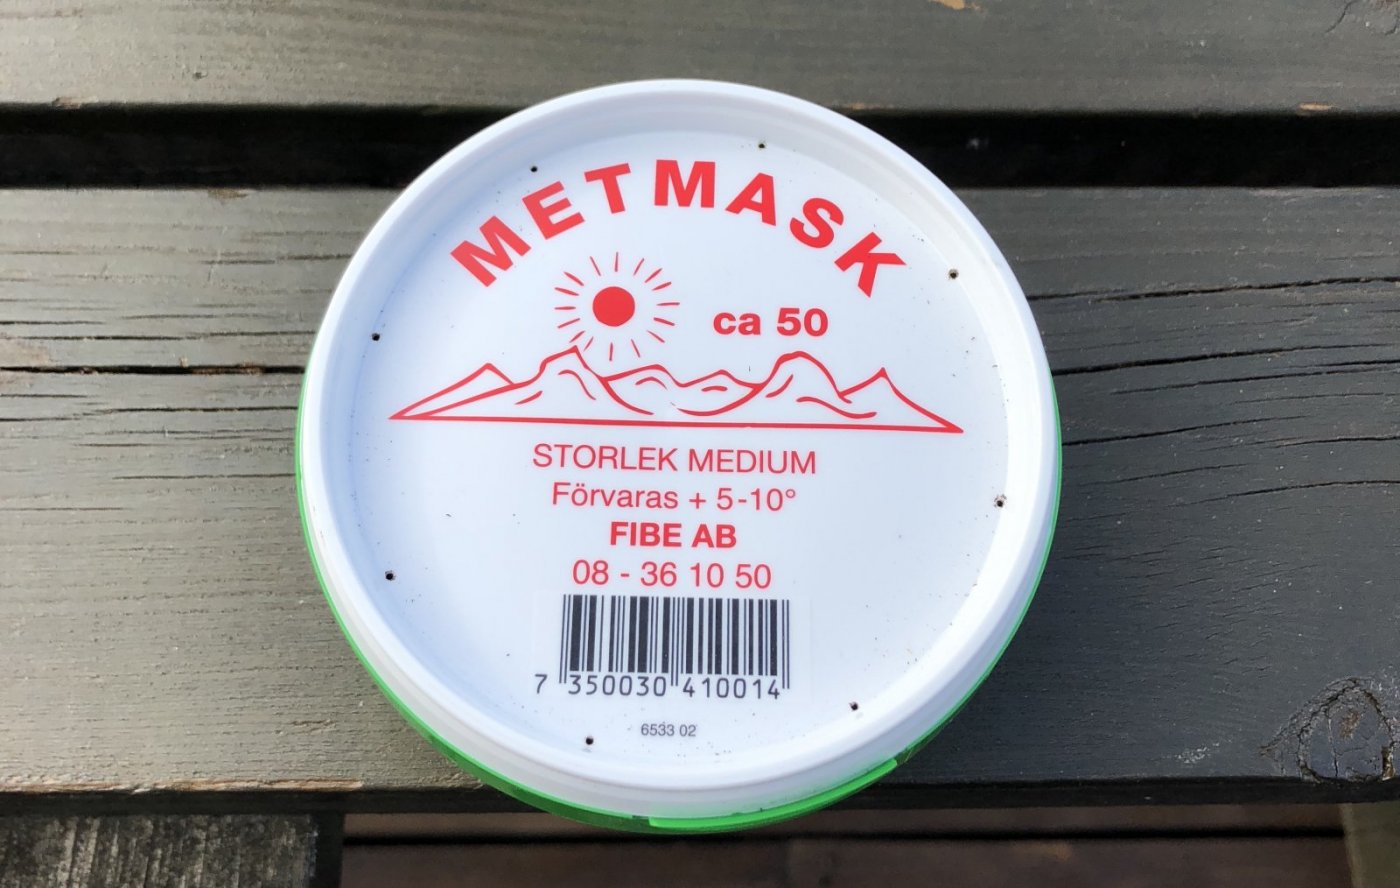 METMASK
ca 50
STORLEK MEDIUM
Förvaras + 5-10°
FIBE AB
08 - 36 10 50
7 350030 410014
6533 02